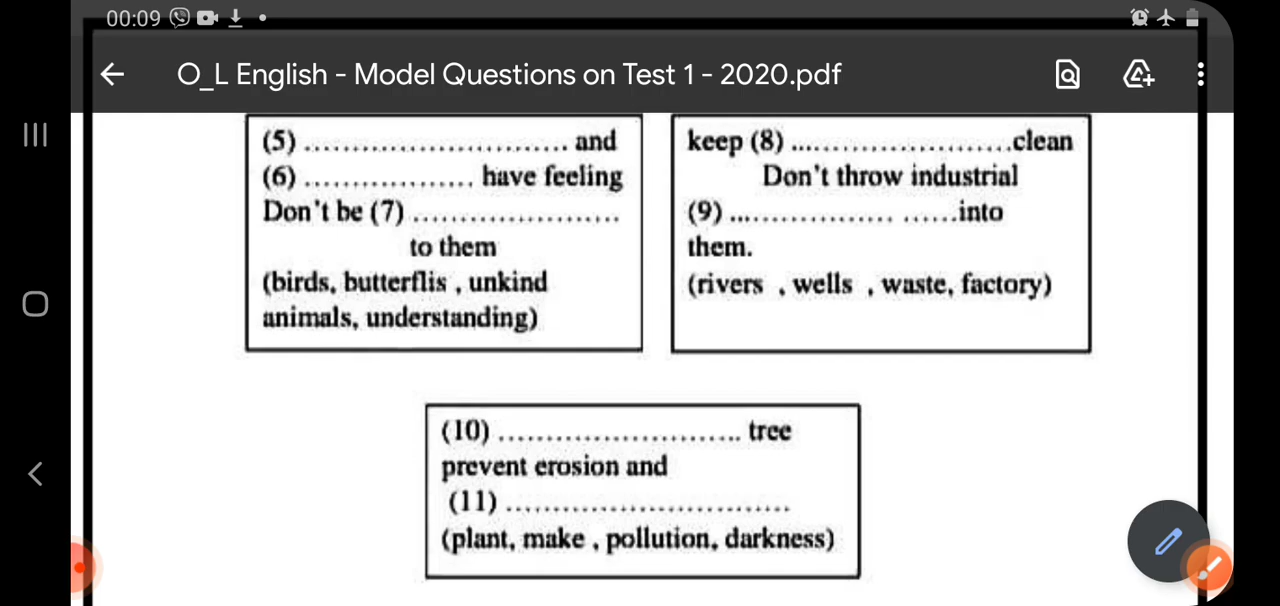 00:09
O_L English - Model Questions on Test 1 - 2020.pdf
(5) ................................ and
(6) .................... have feeling
Don't be (7) .........................
to them
(birds, butterflis , unkind
animals, understanding)
keep (8) ...........................clean
Don't throw industrial
(9) .................... ......into
them.
(rivers , wells , waste, factory)
(10) ............................. tree
prevent erosion and
(11) ..................................
(plant, make , pollution, darkness)